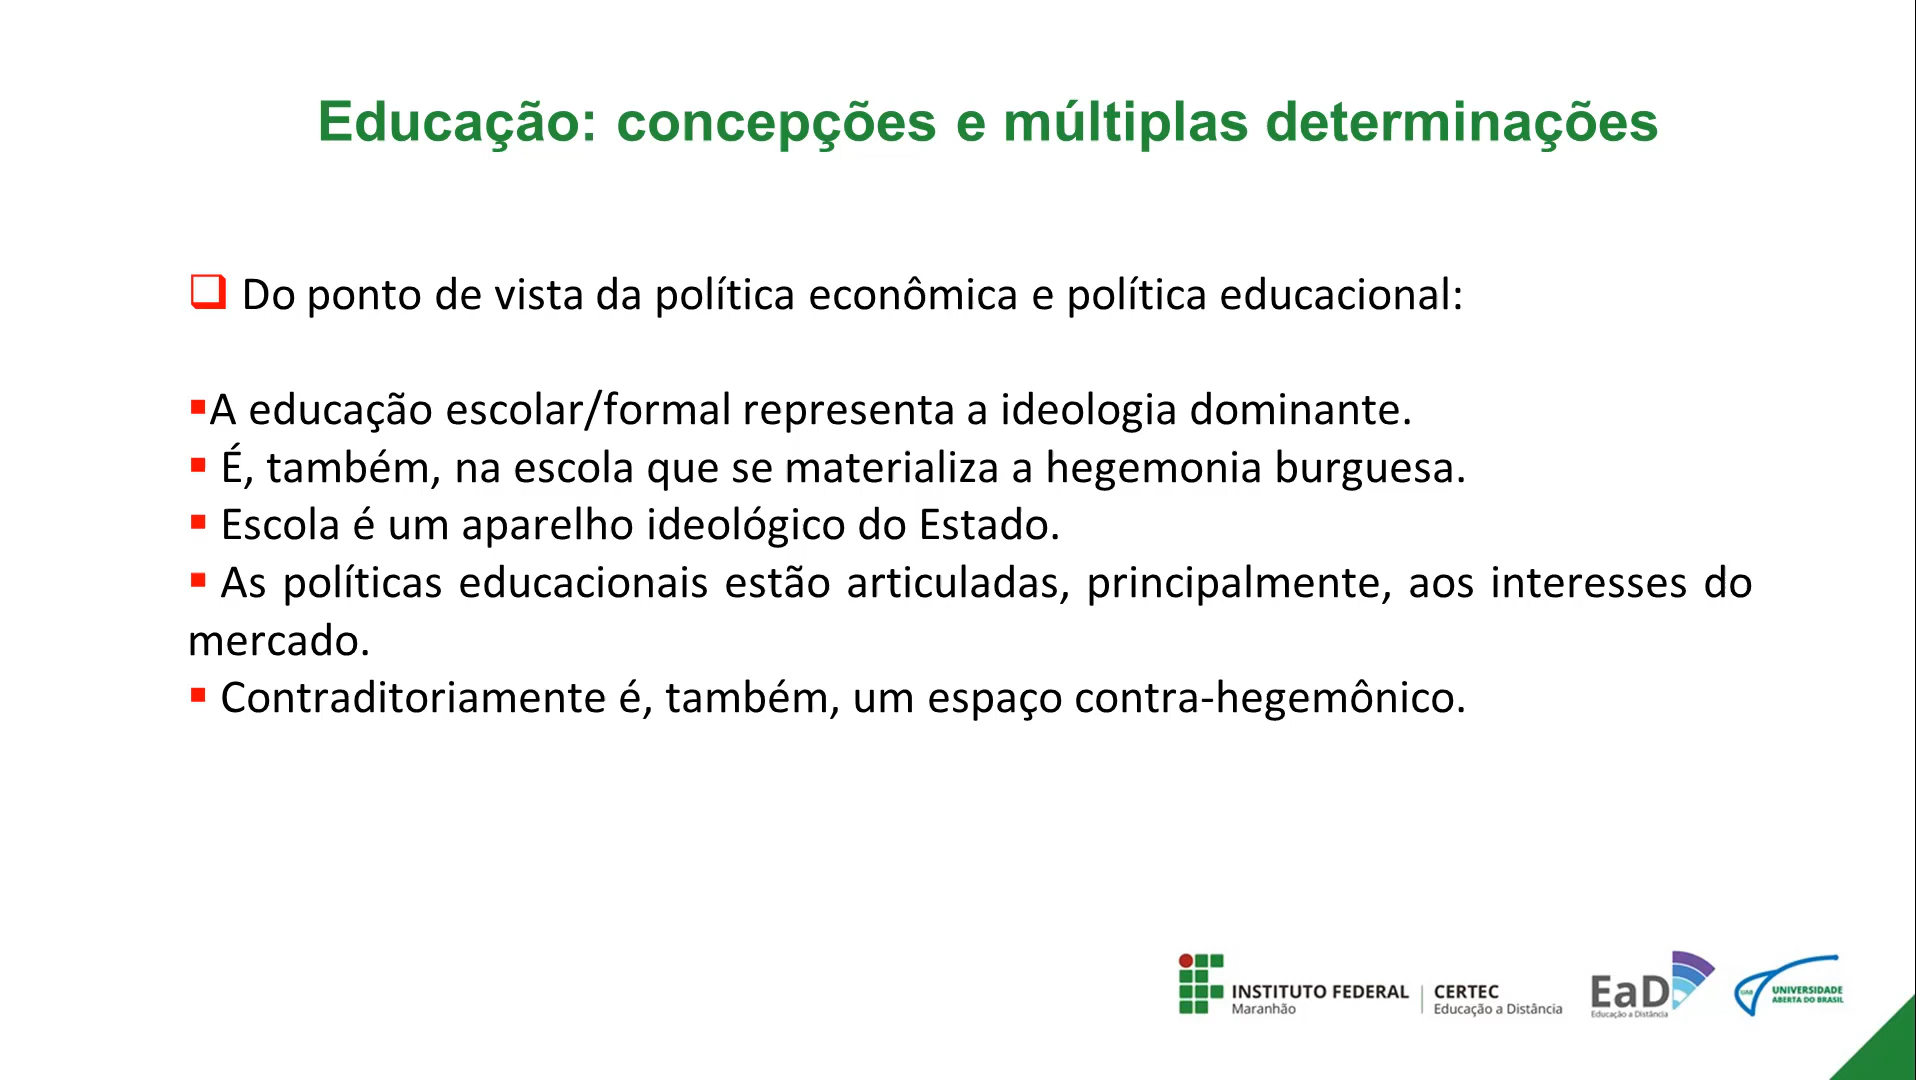 Educação: concepções e múltiplas determinações
Do ponto de vista da política econômica e política educacional:
A educação escolar/formal representa a ideologia dominante.
É, também, na escola que se materializa a hegemonia burguesa.
Escola é um aparelho ideológico do Estado.
As políticas educacionais estão articuladas, principalmente, aos interesses do
mercado.
Contraditoriamente é, também, um espaço contra-hegemônico.
INSTITUTO FEDERAL
Maranhão
CERTEC
Educação a Distância
EaD
Educação a Distância
UAB
UNIVERSIDADE
ABERTA DO BRASIL